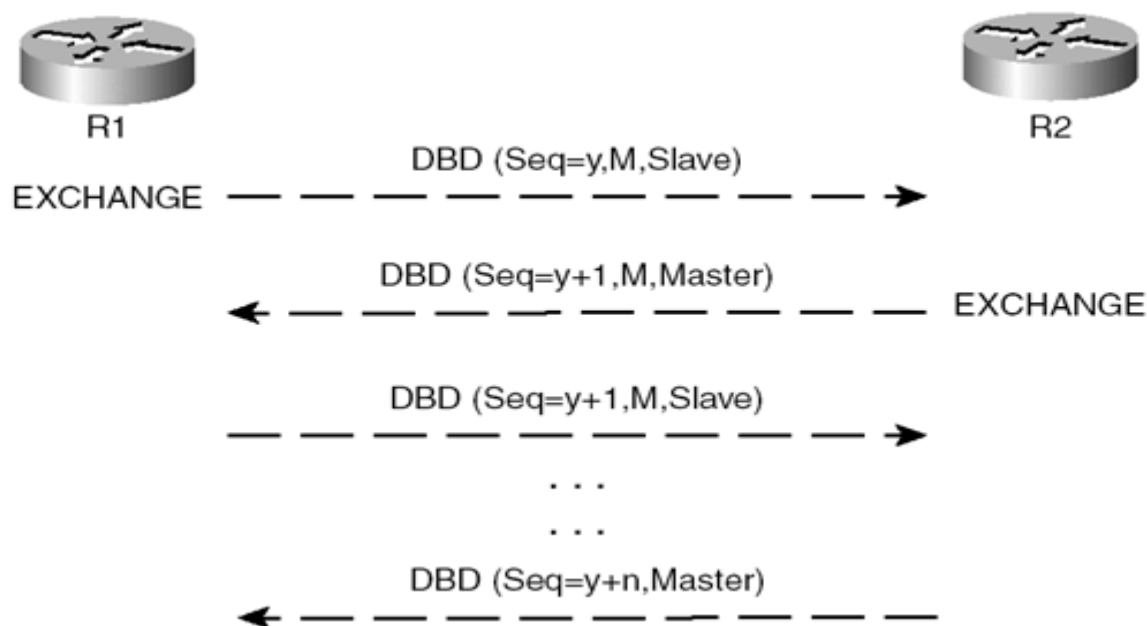 R1
R2
DBD (Seq=y,M,Slave)
EXCHANGE
DBD (Seq=y+1,M,Master)
EXCHANGE
DBD (Seq=y+1,M,Slave)
. . .
. . .
DBD (Seq=y+n,Master)